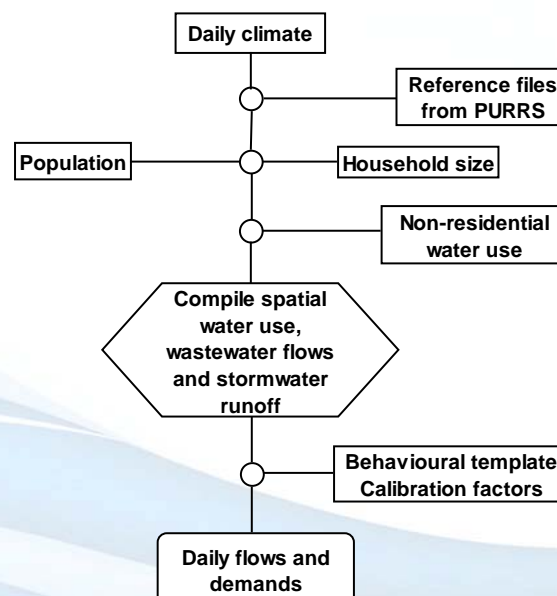 Daily climate
Reference files
from PURRS
Population
Household size
Non-residential
water use
Compile spatial
water use,
wastewater flows
and stormwater
runoff
Behavioural template
Calibration factors
Daily flows and
demands